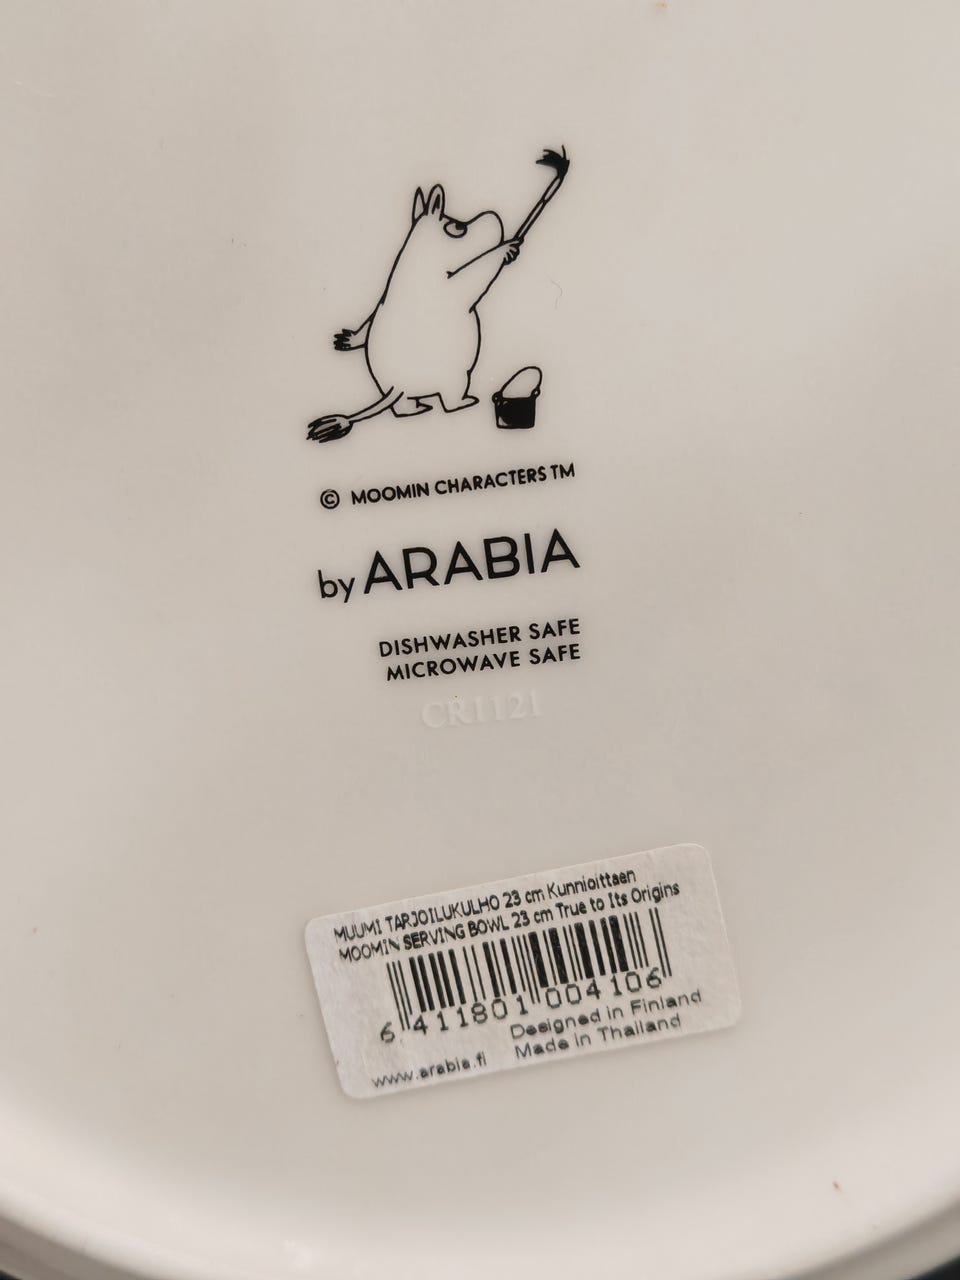 © MOOMIN CHARACTERS TM
by ARABIA
DISHWASHER SAFE
MICROWAVE SAFE
CR1121
MUUMI TARJOILUKULHO 23 cm Kunnioittaen
MOOMIN SERVING BOWL 23 cm True to Its Origins
6 411801 004106
Designed in Finland
www.arabia.fi Made in Thailand